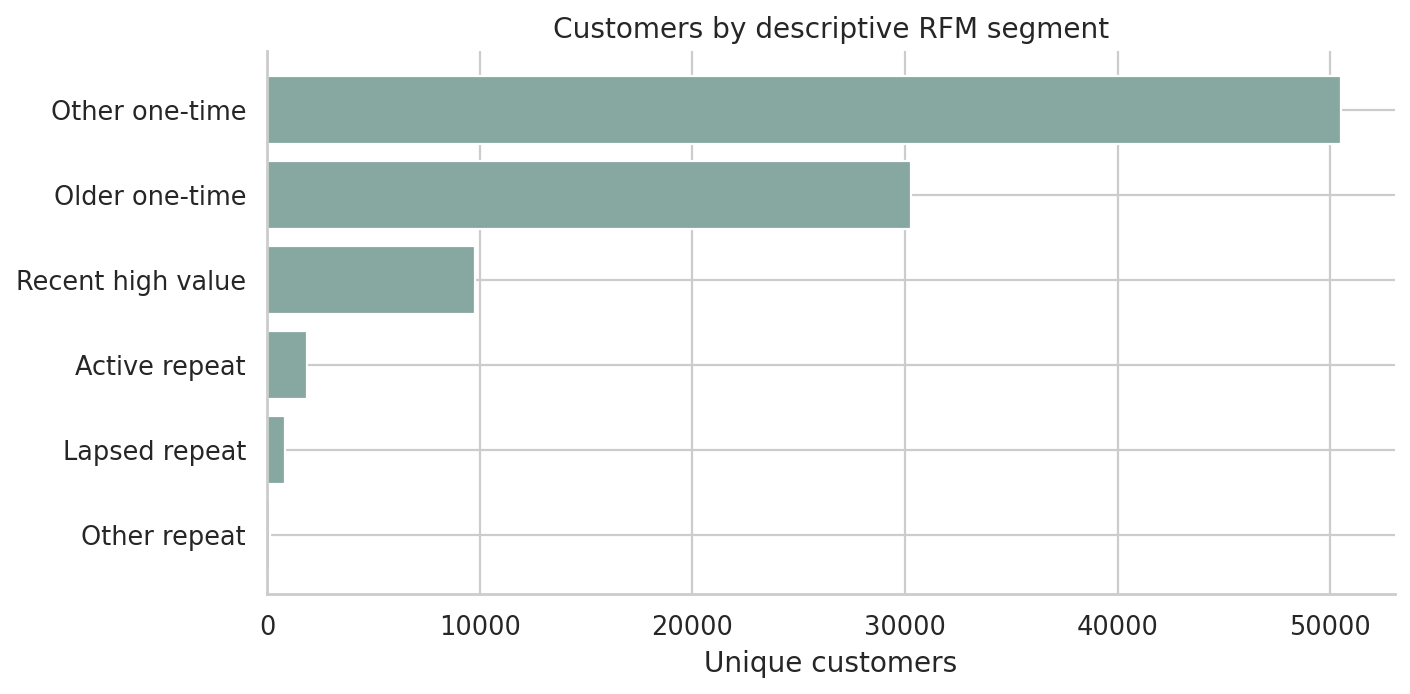 Customers by descriptive RFM segment
Other one-time
Older one-time
Recent high value
Active repeat
Lapsed repeat
Other repeat
0 10000 20000 30000 40000 50000
Unique customers